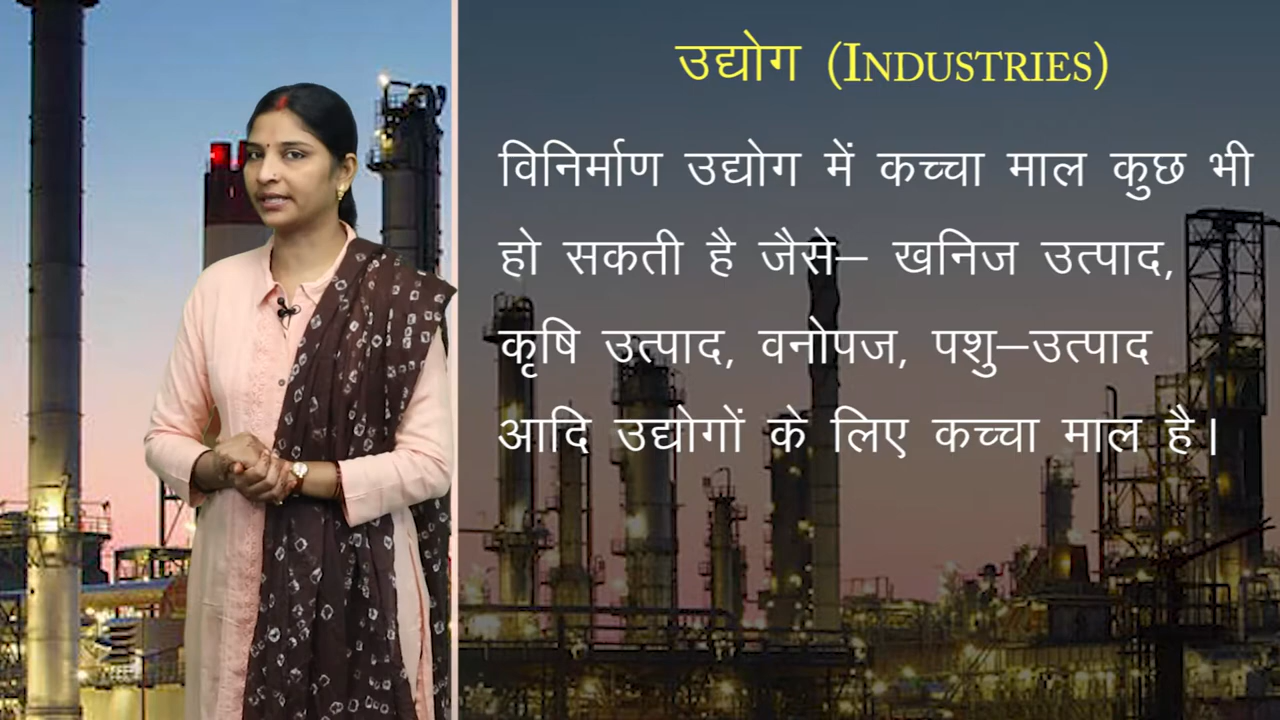 उद्योग (INDUSTRIES)
विनिर्माण उद्योग में कच्चा माल कुछ भी
हो सकती है जैसे– खनिज उत्पाद,
कृषि उत्पाद, वनोपज, पशु–उत्पाद
आदि उद्योगों के लिए कच्चा माल है।